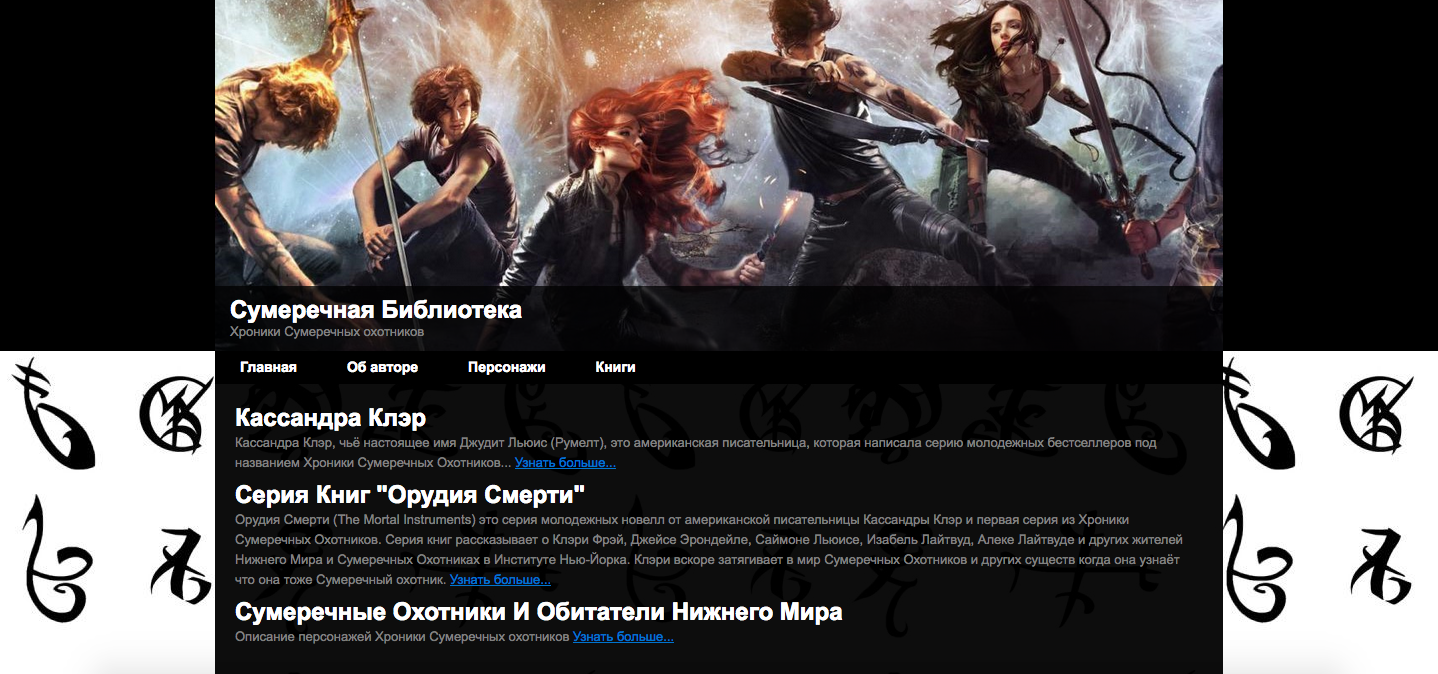 Сумеречная Библиотека
Хроники Сумеречных охотников
Главная Об авторе Персонажи Книги
Кассандра Клэр
Кассандра Клэр, чьё настоящее имя Джудит Льюис (Румелт), это американская писательница, которая написала серию молодежных бестселлеров под
названием Хроники Сумеречных Охотников... Узнать больше...
Серия Книг "Орудия Смерти"
Орудия Смерти (The Mortal Instruments) это серия молодежных новелл от американской писательницы Кассандры Клэр и первая серия из Хроники
Сумеречных Охотников. Серия книг рассказывает о Клэри Фрэй, Джейсе Эрондейле, Саймоне Льюисе, Изабель Лайтвуд, Алеке Лайтвуде и других жителей
Нижнего Мира и Сумеречных Охотниках в Институте Нью-Йорка. Клэри вскоре затягивает в мир Сумеречных Охотников и других существ когда она узнаёт
что она тоже Сумеречный охотник. Узнать больше...
Сумеречные Охотники И Обитатели Нижнего Мира
Описание персонажей Хроники Сумеречных охотников Узнать больше...